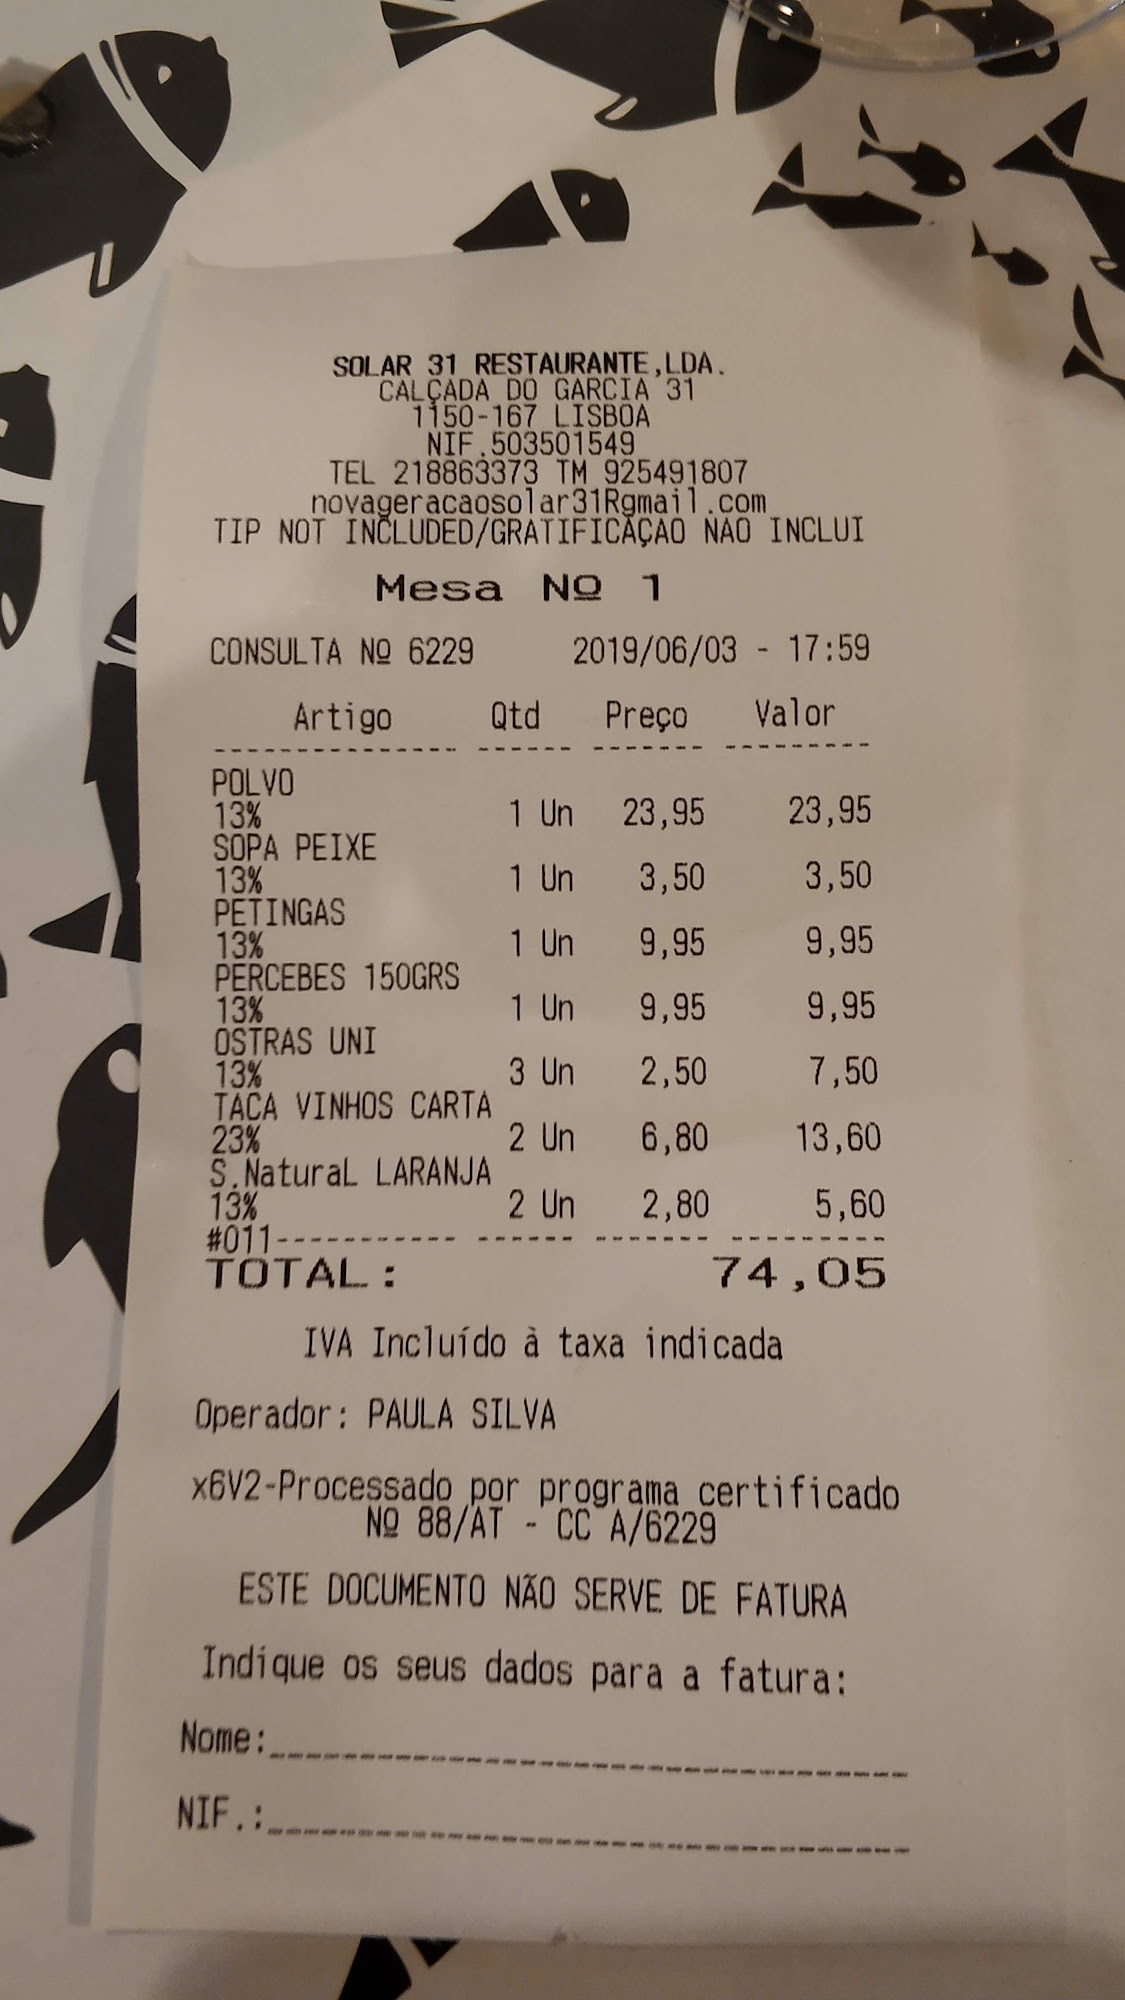 SOLAR 31 RESTAURANTE,LDA.
CALÇADA DO GARCIA 31
1150-167 LISBOA
NIF.503501549
TEL 218863373 TM 925491807
novageracaosolar31Rgmail.com
TIP NOT INCLUDED/GRATIFICAÇAO NAO INCLUI
Mesa Nº 1
CONSULTA Nº 6229 2019/06/03 - 17:59
Artigo Qtd Preço Valor
POLVO
13% 1 Un 23,95 23,95
SOPA PEIXE
13% 1 Un 3,50 3,50
PETINGAS
13% 1 Un 9,95 9,95
PERCEBES 150GRS
13% 1 Un 9,95 9,95
OSTRAS UNI
13% 3 Un 2,50 7,50
TACA VINHOS CARTA
23% 2 Un 6,80 13,60
S.NaturaL LARANJA
13% 2 Un 2,80 5,60
#011
TOTAL: 74,05
IVA Incluído à taxa indicada
Operador: PAULA SILVA
x6V2-Processado por programa certificado
Nº 88/AT - CC A/6229
ESTE DOCUMENTO NÃO SERVE DE FATURA
Indique os seus dados para a fatura:
Nome:
NIF.: